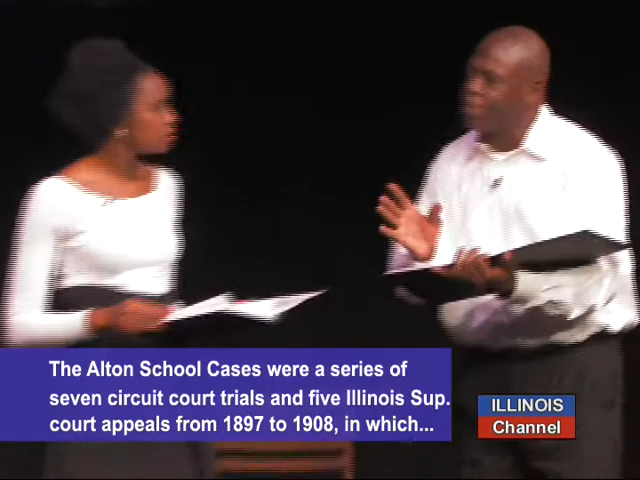 The Alton School Cases were a series of
seven circuit court trials and five Illinois Sup.
court appeals from 1897 to 1908, in which...
ILLINOIS
Channel